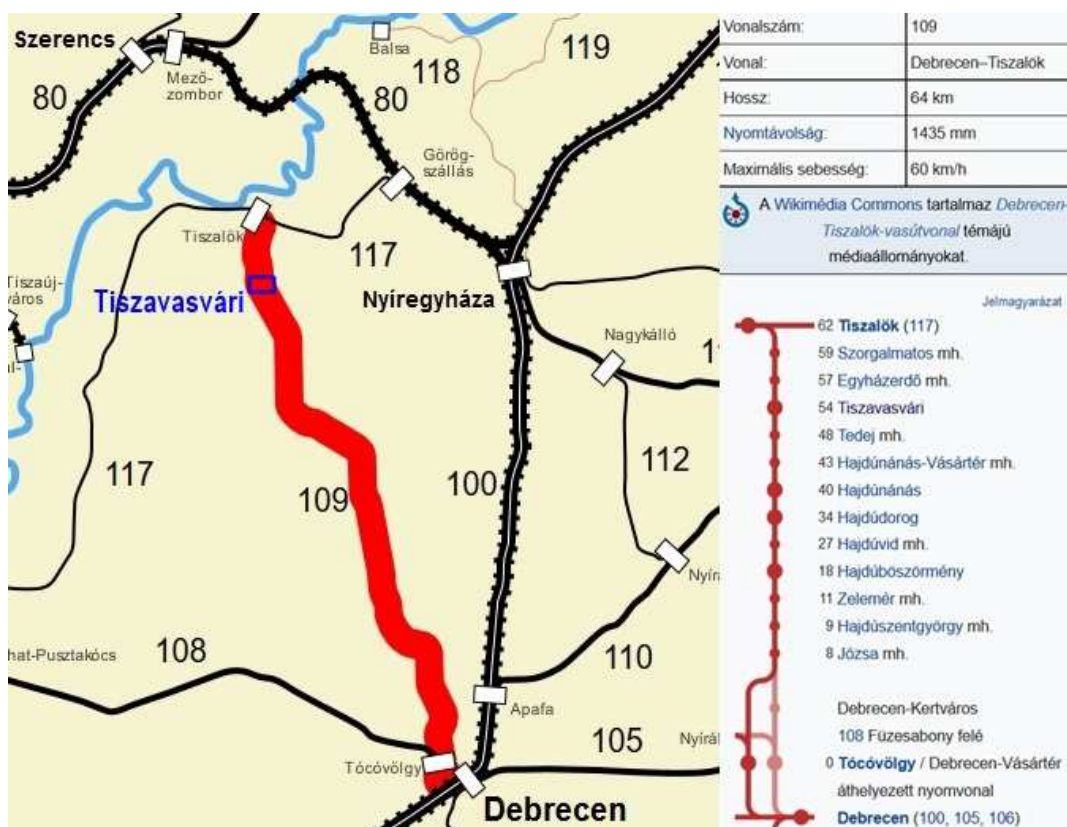 Szerencs
80
Mező-
zombor
Balsa
118
119
80
Görög-
szállás
Tiszalök
117
Tiszaúj-
város
Tiszavasvári
Nyíregyháza
Nagykálló
117
109
100
112
108
110
Apafa
105
Tócóvölgy
Debrecen
Vonalszám: 109
Vonal: Debrecen–Tiszalök
Hossz: 64 km
Nyomtávolság: 1435 mm
Maximális sebesség: 60 km/h
A Wikimédia Commons tartalmaz Debrecen-
Tiszalök-vasútvonal témájú
médiaállományokat.
Jelmagyarázat
62 Tiszalök (117)
59 Szorgalmatos mh.
57 Egyházerdő mh.
54 Tiszavasvári
48 Tedej mh.
43 Hajdúnánás-Vásártér mh.
40 Hajdúnánás
34 Hajdúdorog
27 Hajdúvid mh.
18 Hajdúböszörmény
11 Zelemér mh.
9 Hajdúszentgyörgy mh.
8 Józsa mh.
Debrecen-Kertváros
108 Füzesabony felé
0 Tócóvölgy / Debrecen-Vásártér
áthelyezett nyomvonal
Debrecen (100, 105, 106)